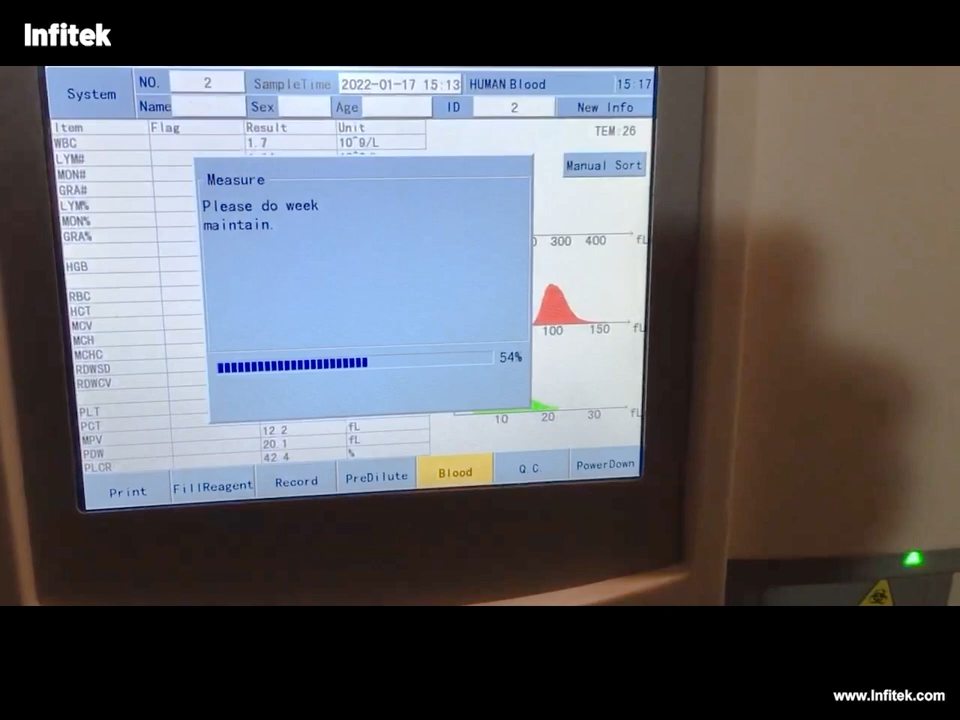 Infitek
System NO. 2 SampleTime 2022-01-17 15:13 HUMAN Blood 15:17
Name Sex Age ID 2 New Info
Item Flag Result Unit TEM:26
WBC 1.7 10^9/L
LYM#
Manual Sort
MON#
GRA#
LYM%
MON%
GRA%
Measure
Please do week
maintain.
300 400 fL
HGB
RBC
HCT
MCV
100 150 fL
MCH
MCHC
54%
RDWSD
RDWCV
PLT
10 20 30 fL
PCT 12.2 fL
MPV 20.1 fL
PDW 42.4 %
PLCR
Print FillReagent Record PreDilute Blood Q.C PowerDown
www.Infitek.com